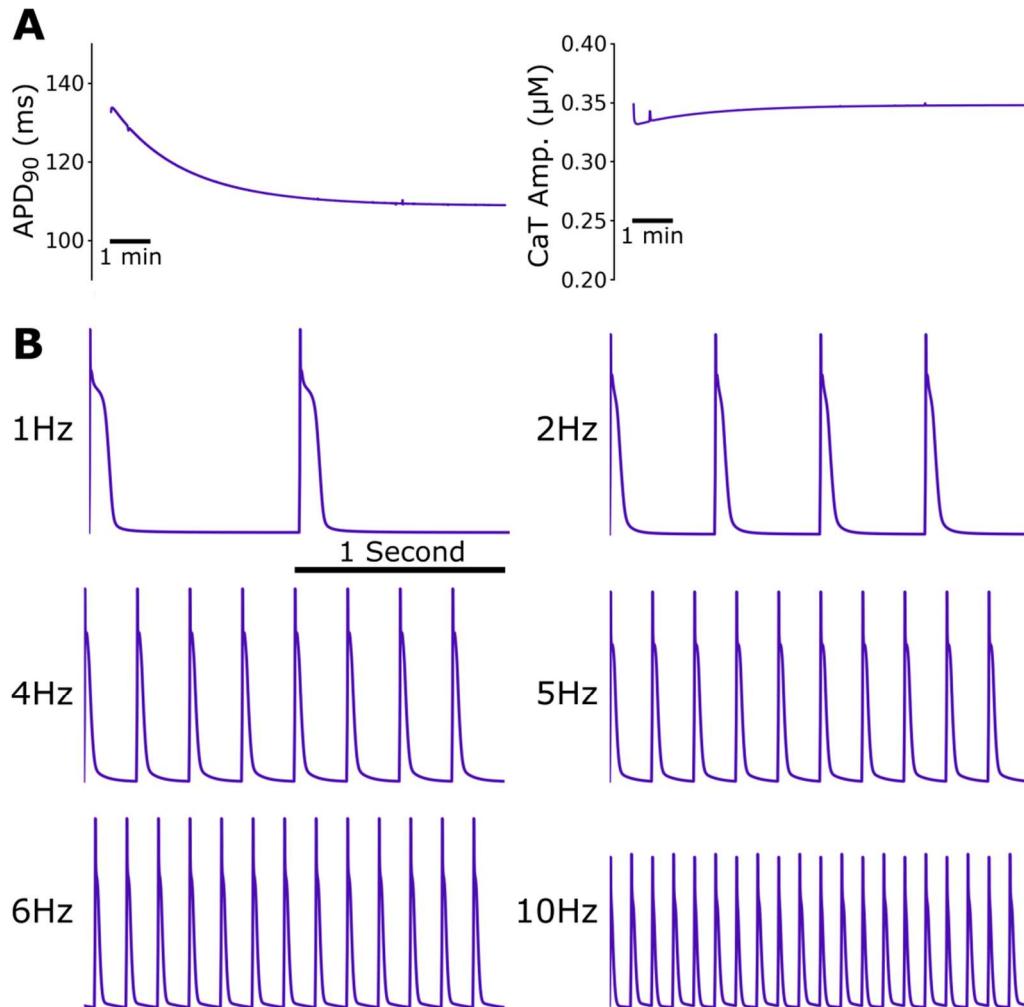 A
APD90 (ms)
140
120
100
1 min
CaT Amp. (µM)
0.40
0.35
0.30
0.25
0.20
1 min
B
1Hz
2Hz
1 Second
4Hz
5Hz
6Hz
10Hz